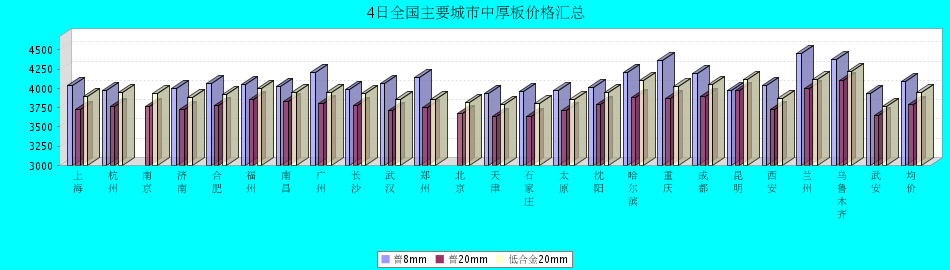 4日全国主要城市中厚板价格汇总
4500
4250
4000
3750
3500
3250
3000
上海
杭州
南京
济南
合肥
福州
南昌
广州
长沙
武汉
郑州
北京
天津
石家庄
太原
沈阳
哈尔滨
重庆
成都
昆明
西安
兰州
乌鲁木齐
武安
均价
普8mm 普20mm 低合金20mm